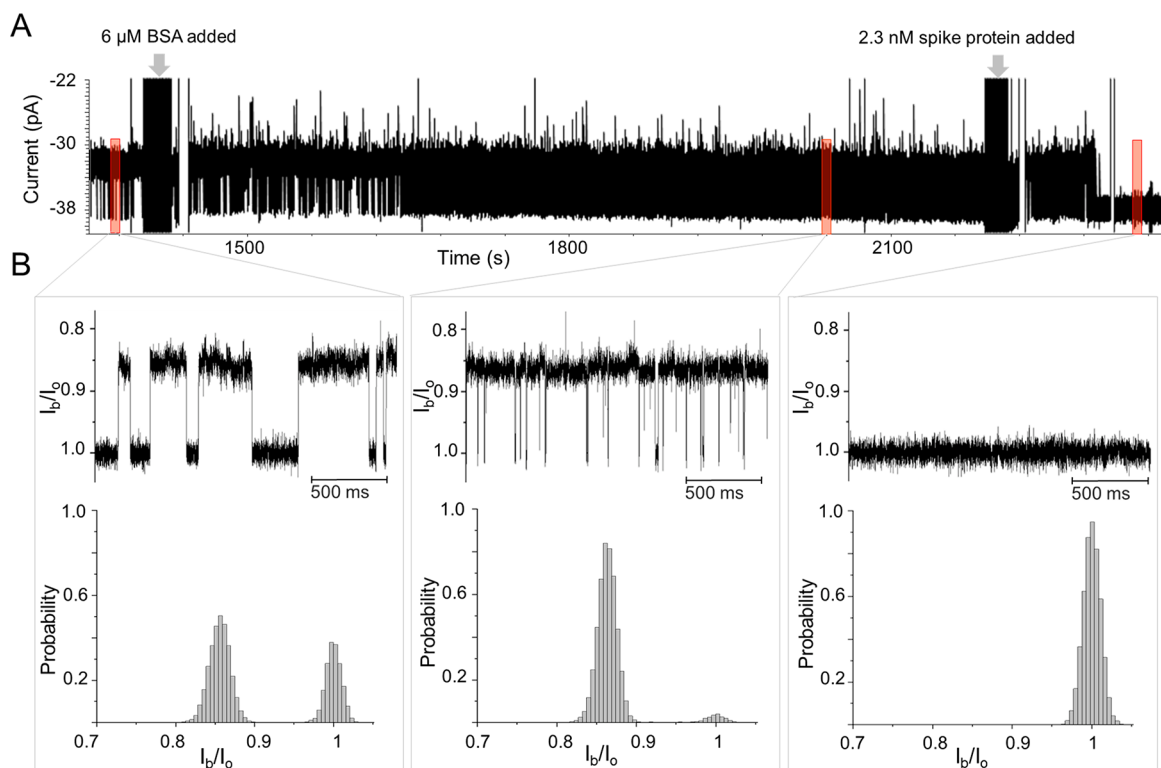 A
6 µM BSA added
2.3 nM spike protein added
Current (pA)
-22
-30
-38
1500
1800
2100
Time (s)
B
Ib/Io
0.8
0.9
1.0
500 ms
Ib/Io
0.8
0.9
1.0
500 ms
Ib/Io
0.8
0.9
1.0
500 ms
Probability
1.0
0.6
0.2
0.7
0.8
0.9
1
Ib/Io
Probability
1.0
0.6
0.2
0.7
0.8
0.9
1
Ib/Io
Probability
1.0
0.6
0.2
0.7
0.8
0.9
1
Ib/Io